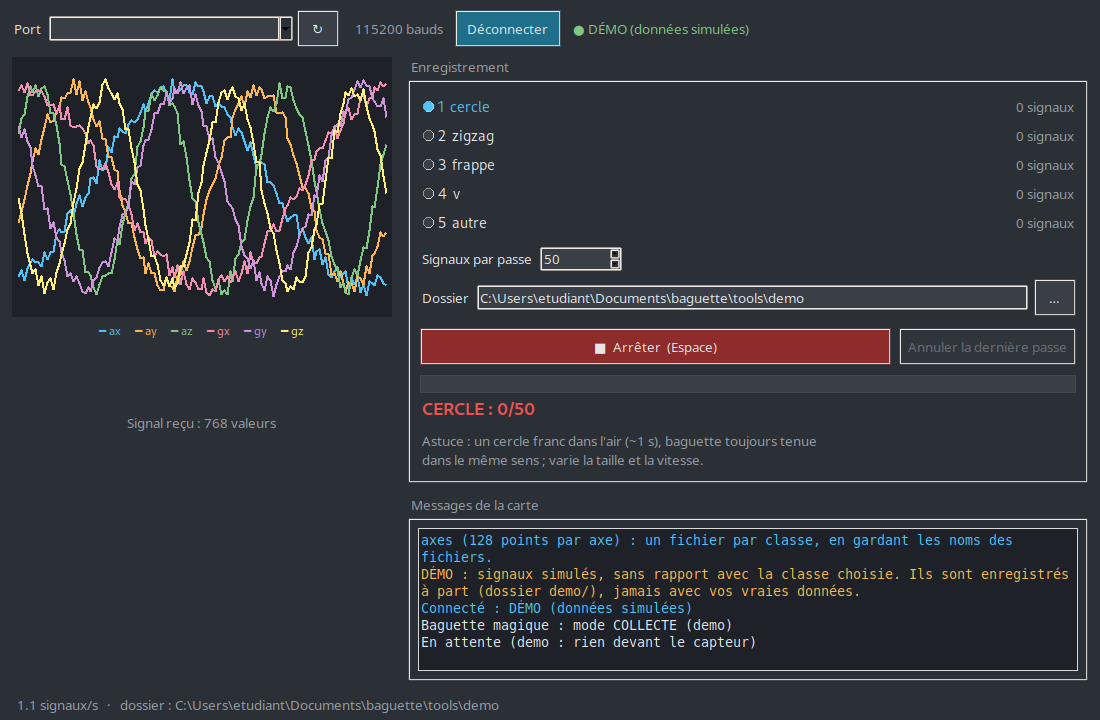 Port ↻ 115200 bauds Déconnecter ● DÉMO (données simulées)
Enregistrement
1 cercle 0 signaux
2 zigzag 0 signaux
3 frappe 0 signaux
4 v 0 signaux
5 autre 0 signaux
Signaux par passe 50
Dossier C:\Users\etudiant\Documents\baguette\tools\demo ...
■ Arrêter (Espace) Annuler la dernière passe
CERCLE : 0/50
Astuce : un cercle franc dans l'air (~1 s), baguette toujours tenue
dans le même sens ; varie la taille et la vitesse.
ax ay az gx gy gz
Signal reçu : 768 valeurs
Messages de la carte
axes (128 points par axe) : un fichier par classe, en gardant les noms des
fichiers.
DÉMO : signaux simulés, sans rapport avec la classe choisie. Ils sont enregistrés
à part (dossier demo/), jamais avec vos vraies données.
Connecté : DÉMO (données simulées)
Baguette magique : mode COLLECTE (demo)
En attente (demo : rien devant le capteur)
1.1 signaux/s · dossier : C:\Users\etudiant\Documents\baguette\tools\demo